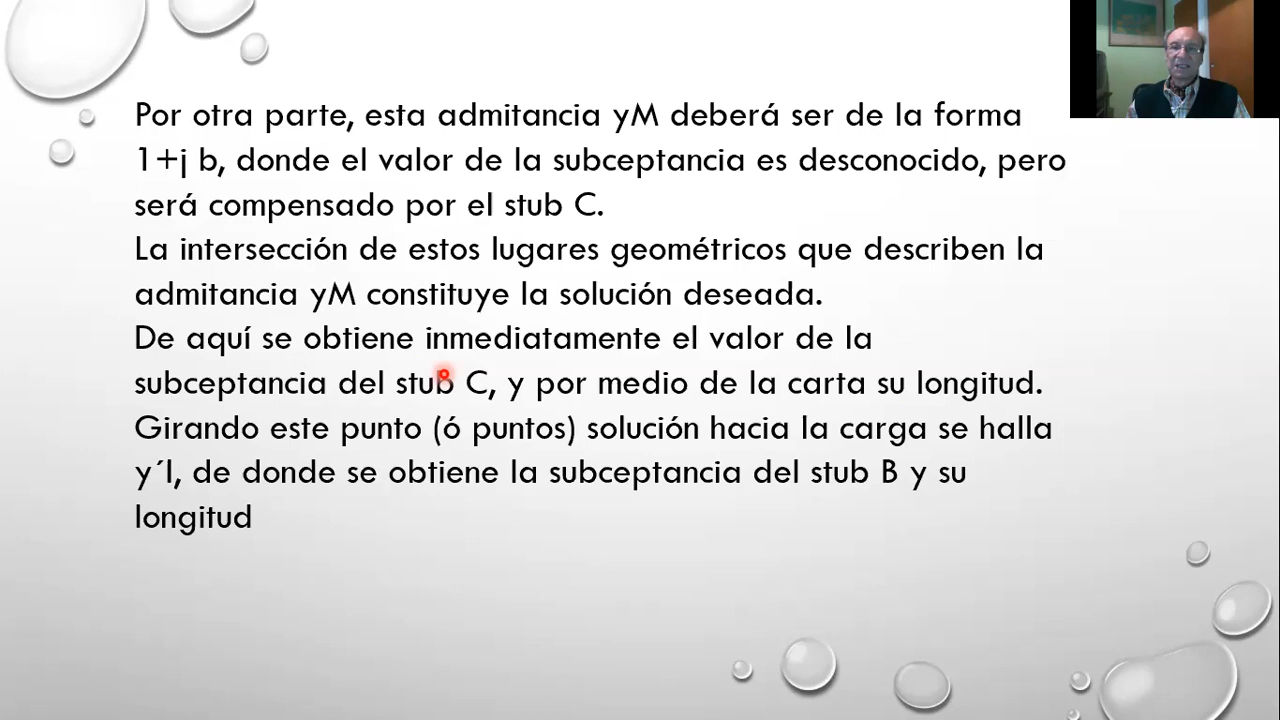 Por otra parte, esta admitancia yM deberá ser de la forma
1+j b, donde el valor de la subceptancia es desconocido, pero
será compensado por el stub C.
La intersección de estos lugares geométricos que describen la
admitancia yM constituye la solución deseada.
De aquí se obtiene inmediatamente el valor de la
subceptancia del stub C, y por medio de la carta su longitud.
Girando este punto (ó puntos) solución hacia la carga se halla
y´l, de donde se obtiene la subceptancia del stub B y su
longitud